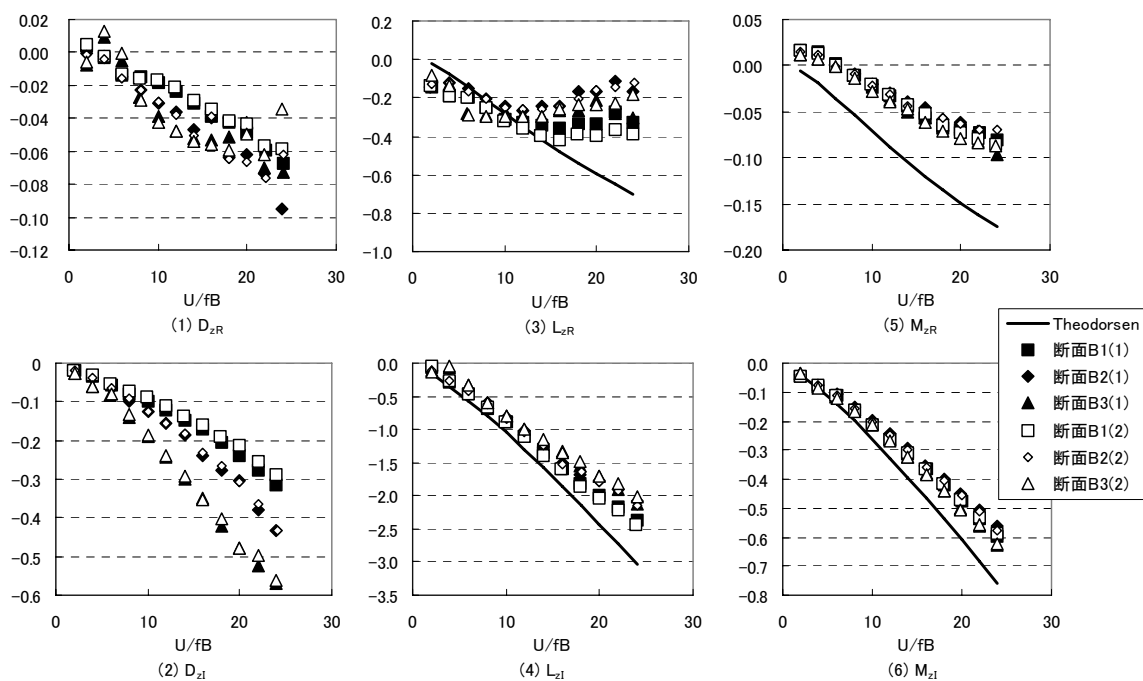 0.02
0.00
-0.02
-0.04
-0.06
-0.08
-0.10
-0.12
0 10 20 30
U/fB
(1) DzR
0.2
0.0
-0.2
-0.4
-0.6
-0.8
-1.0
0 10 20 30
U/fB
(3) LzR
0.05
0.00
-0.05
-0.10
-0.15
-0.20
0 10 20 30
U/fB
(5) MzR
Theodorsen
断面B1(1)
断面B2(1)
断面B3(1)
断面B1(2)
断面B2(2)
断面B3(2)
0
-0.1
-0.2
-0.3
-0.4
-0.5
-0.6
0 10 20 30
U/fB
(2) DzI
0.0
-0.5
-1.0
-1.5
-2.0
-2.5
-3.0
-3.5
0 10 20 30
U/fB
(4) LzI
0.0
-0.1
-0.2
-0.3
-0.4
-0.5
-0.6
-0.7
-0.8
0 10 20 30
U/fB
(6) MzI